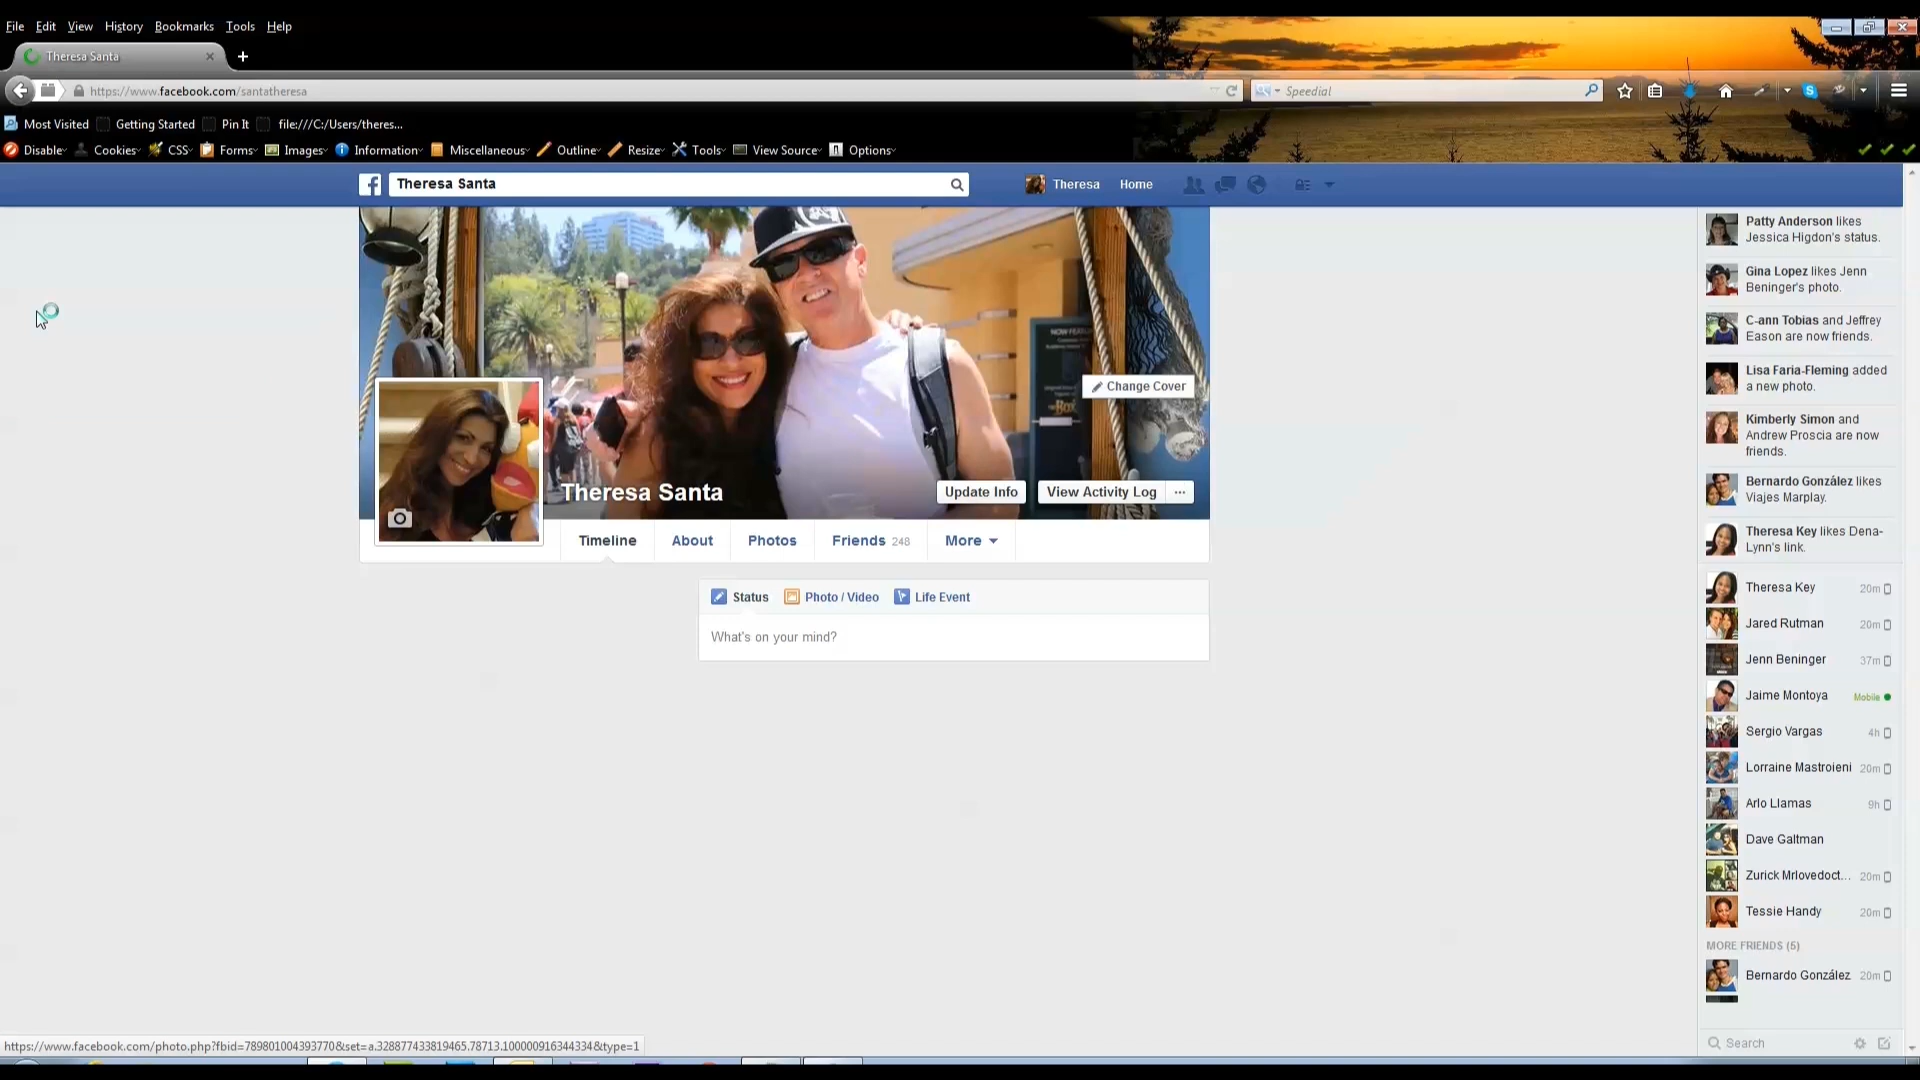 File Edit View History Bookmarks Tools Help
Theresa Santa
https://www.facebook.com/santatheresa
Speedial
Most Visited Getting Started Pin It file:///C:/Users/theres...
Disable Cookies CSS Forms Images Information Miscellaneous Outline Resize Tools View Source Options
Theresa Santa
Theresa Home
Change Cover
Theresa Santa
Update Info View Activity Log ...
Timeline About Photos Friends 248 More
Status Photo / Video Life Event
What's on your mind?
Patty Anderson likes
Jessica Higdon's status.
Gina Lopez likes Jenn
Beninger's photo.
C-ann Tobias and Jeffrey
Eason are now friends.
Lisa Faria-Fleming added
a new photo.
Kimberly Simon and
Andrew Proscia are now
friends.
Bernardo González likes
Viajes Marplay.
Theresa Key likes Dena-
Lynn's link.
Theresa Key 20m
Jared Rutman 20m
Jenn Beninger 37m
Jaime Montoya Mobile
Sergio Vargas 4h
Lorraine Mastroieni 20m
Arlo Llamas 9h
Dave Galtman
Zurick Mrlovedoct... 20m
Tessie Handy 20m
MORE FRIENDS (5)
Bernardo González 20m
Search
https://www.facebook.com/photo.php?fbid=789801004393770&set=a.328877433819465.78713.100000916344334&type=1